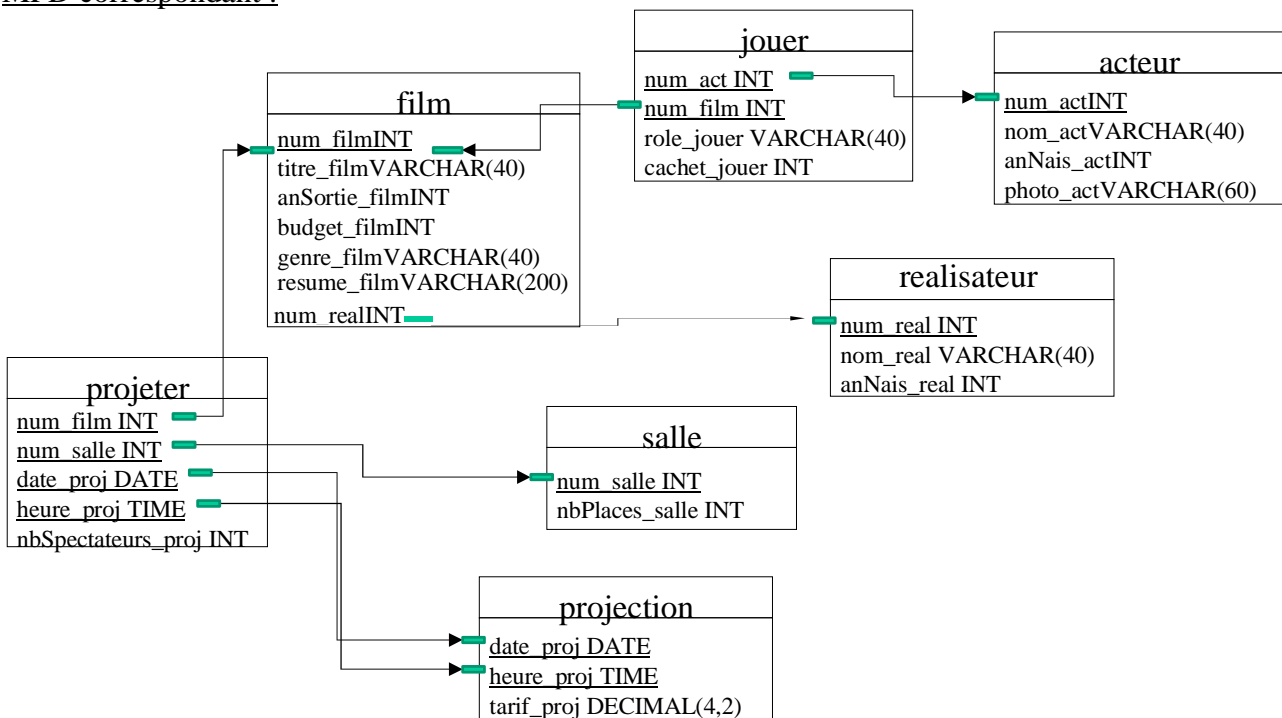 MPD correspondant :
jouer
num_act INT
num_film INT
role_jouer VARCHAR(40)
cachet_jouer INT
acteur
num_actINT
nom_actVARCHAR(40)
anNais_actINT
photo_actVARCHAR(60)
film
num_filmINT
titre_filmVARCHAR(40)
anSortie_filmINT
budget_filmINT
genre_filmVARCHAR(40)
resume_filmVARCHAR(200)
num_realINT
realisateur
num_real INT
nom_real VARCHAR(40)
anNais_real INT
projeter
num_film INT
num_salle INT
date_proj DATE
heure_proj TIME
nbSpectateurs_proj INT
salle
num_salle INT
nbPlaces_salle INT
projection
date_proj DATE
heure_proj TIME
tarif_proj DECIMAL(4,2)